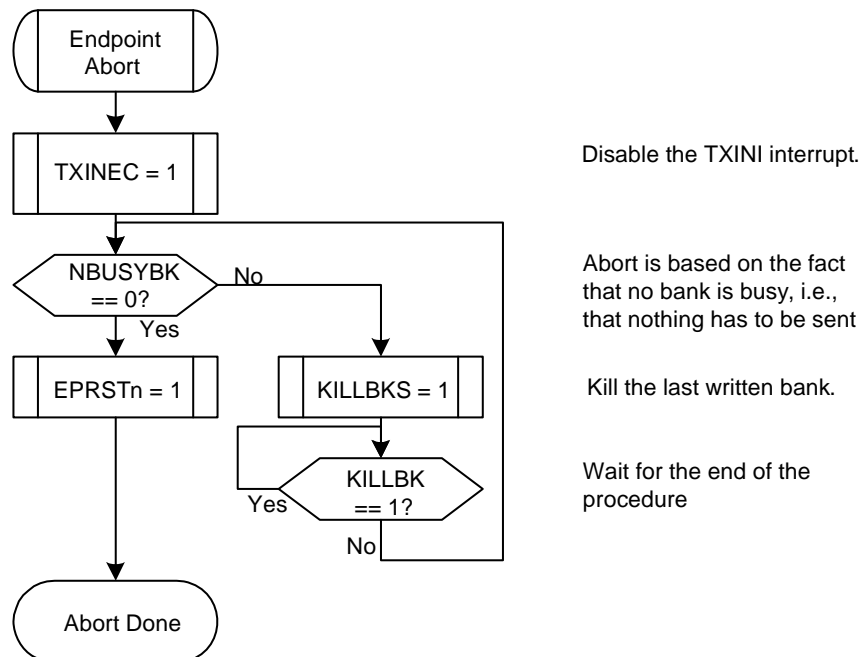 Endpoint
Abort
TXINEC = 1
Disable the TXINI interrupt.
NBUSYBK
== 0?
No
Yes
Abort is based on the fact
that no bank is busy, i.e.,
that nothing has to be sent
EPRSTn = 1
KILLBKS = 1
Kill the last written bank.
KILLBK
== 1?
Yes
No
Wait for the end of the
procedure
Abort Done